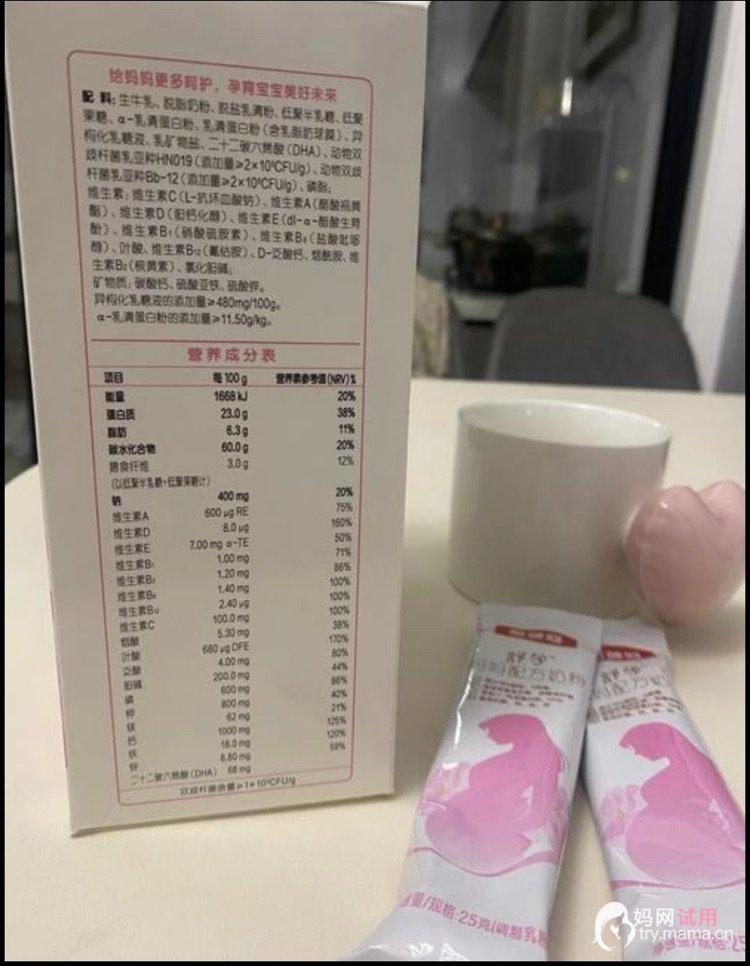 给妈妈更多呵护，孕育宝宝美好未来
配 料：生牛乳、脱脂奶粉、脱盐乳清粉、低聚半乳糖、低聚
果糖、α-乳清蛋白粉、乳清蛋白粉（含乳脂肪球膜）、异
构化乳糖液、乳矿物盐、二十二碳六烯酸（DHA）、动物双
歧杆菌乳亚种HN019（添加量≥2×10⁸CFU/g）、动物双歧
杆菌乳亚种Bb-12（添加量≥2×10⁸CFU/g）、磷脂；
维生素：维生素C（L-抗坏血酸钠）、维生素A（醋酸视黄
酯）、维生素D（胆钙化醇）、维生素E（dl-α-醋酸生育
酚）、维生素B₁（硝酸硫胺素）、维生素B₆（盐酸吡哆
醇）、叶酸、维生素B₁₂（氰钴胺）、D-泛酸钙、烟酰胺、维
生素B₂（核黄素）、氯化胆碱；
矿物质：碳酸钙、硫酸亚铁、硫酸锌。
异构化乳糖液的添加量≥480mg/100g。
α-乳清蛋白粉的添加量≥11.50g/kg。
营养成分表
项目 每100g 营养素参考值(NRV)%
能量 1668 kJ 20%
蛋白质 23.0 g 38%
脂肪 6.3 g 11%
碳水化合物 60.0 g 20%
膳食纤维 3.0 g 12%
（以低聚半乳糖+低聚果糖计）
钠 400 mg 20%
维生素A 600 μg RE 75%
维生素D 8.0 μg 160%
维生素E 7.00 mg α-TE 50%
维生素B₁ 1.00 mg 71%
维生素B₂ 1.20 mg 86%
维生素B₆ 1.40 mg 100%
维生素B₁₂ 2.40 μg 100%
维生素C 100.0 mg 100%
烟酸 5.30 mg 38%
叶酸 680 μg DFE 170%
泛酸 4.00 mg 80%
胆碱 200.0 mg 44%
磷 600 mg 86%
钾 800 mg 40%
镁 62 mg 21%
钙 1000 mg 125%
铁 18.0 mg 120%
锌 8.80 mg 59%
二十二碳六烯酸（DHA） 68 mg
舒孕
妈妈配方奶粉
舒孕
妈配方奶
含量/规格:25克(调制乳粉
妈网试用
try.mama.cn